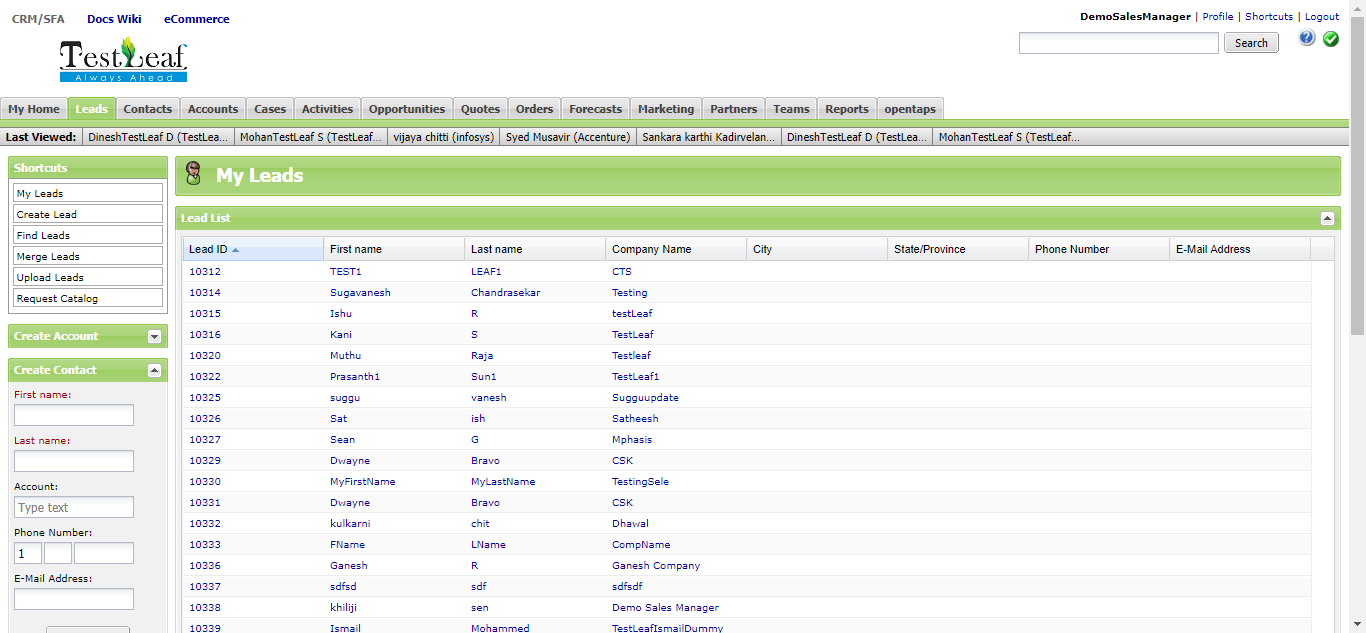 CRM/SFA Docs Wiki eCommerce
DemoSalesManager | Profile | Shortcuts | Logout
Search
TestLeaf
Always Ahead
My Home Leads Contacts Accounts Cases Activities Opportunities Quotes Orders Forecasts Marketing Partners Teams Reports opentaps
Last Viewed: DineshTestLeaf D (TestLea... MohanTestLeaf S (TestLeaf... vijaya chitti (infosys) Syed Musavir (Accenture) Sankara karthi Kadirvelan... DineshTestLeaf D (TestLea... MohanTestLeaf S (TestLeaf...
Shortcuts
My Leads
Create Lead
Find Leads
Merge Leads
Upload Leads
Request Catalog
Create Account
Create Contact
First name:
Last name:
Account:
Type text
Phone Number:
1
E-Mail Address:
My Leads
Lead List
Lead ID First name Last name Company Name City State/Province Phone Number E-Mail Address
10312 TEST1 LEAF1 CTS
10314 Sugavanesh Chandrasekar Testing
10315 Ishu R testLeaf
10316 Kani S TestLeaf
10320 Muthu Raja Testleaf
10322 Prasanth1 Sun1 TestLeaf1
10325 suggu vanesh Sugguupdate
10326 Sat ish Satheesh
10327 Sean G Mphasis
10329 Dwayne Bravo CSK
10330 MyFirstName MyLastName TestingSele
10331 Dwayne Bravo CSK
10332 kulkarni chit Dhawal
10333 FName LName CompName
10336 Ganesh R Ganesh Company
10337 sdfsd sdf sdfsdf
10338 khiliji sen Demo Sales Manager
10339 Ismail Mohammed TestLeafIsmailDummy